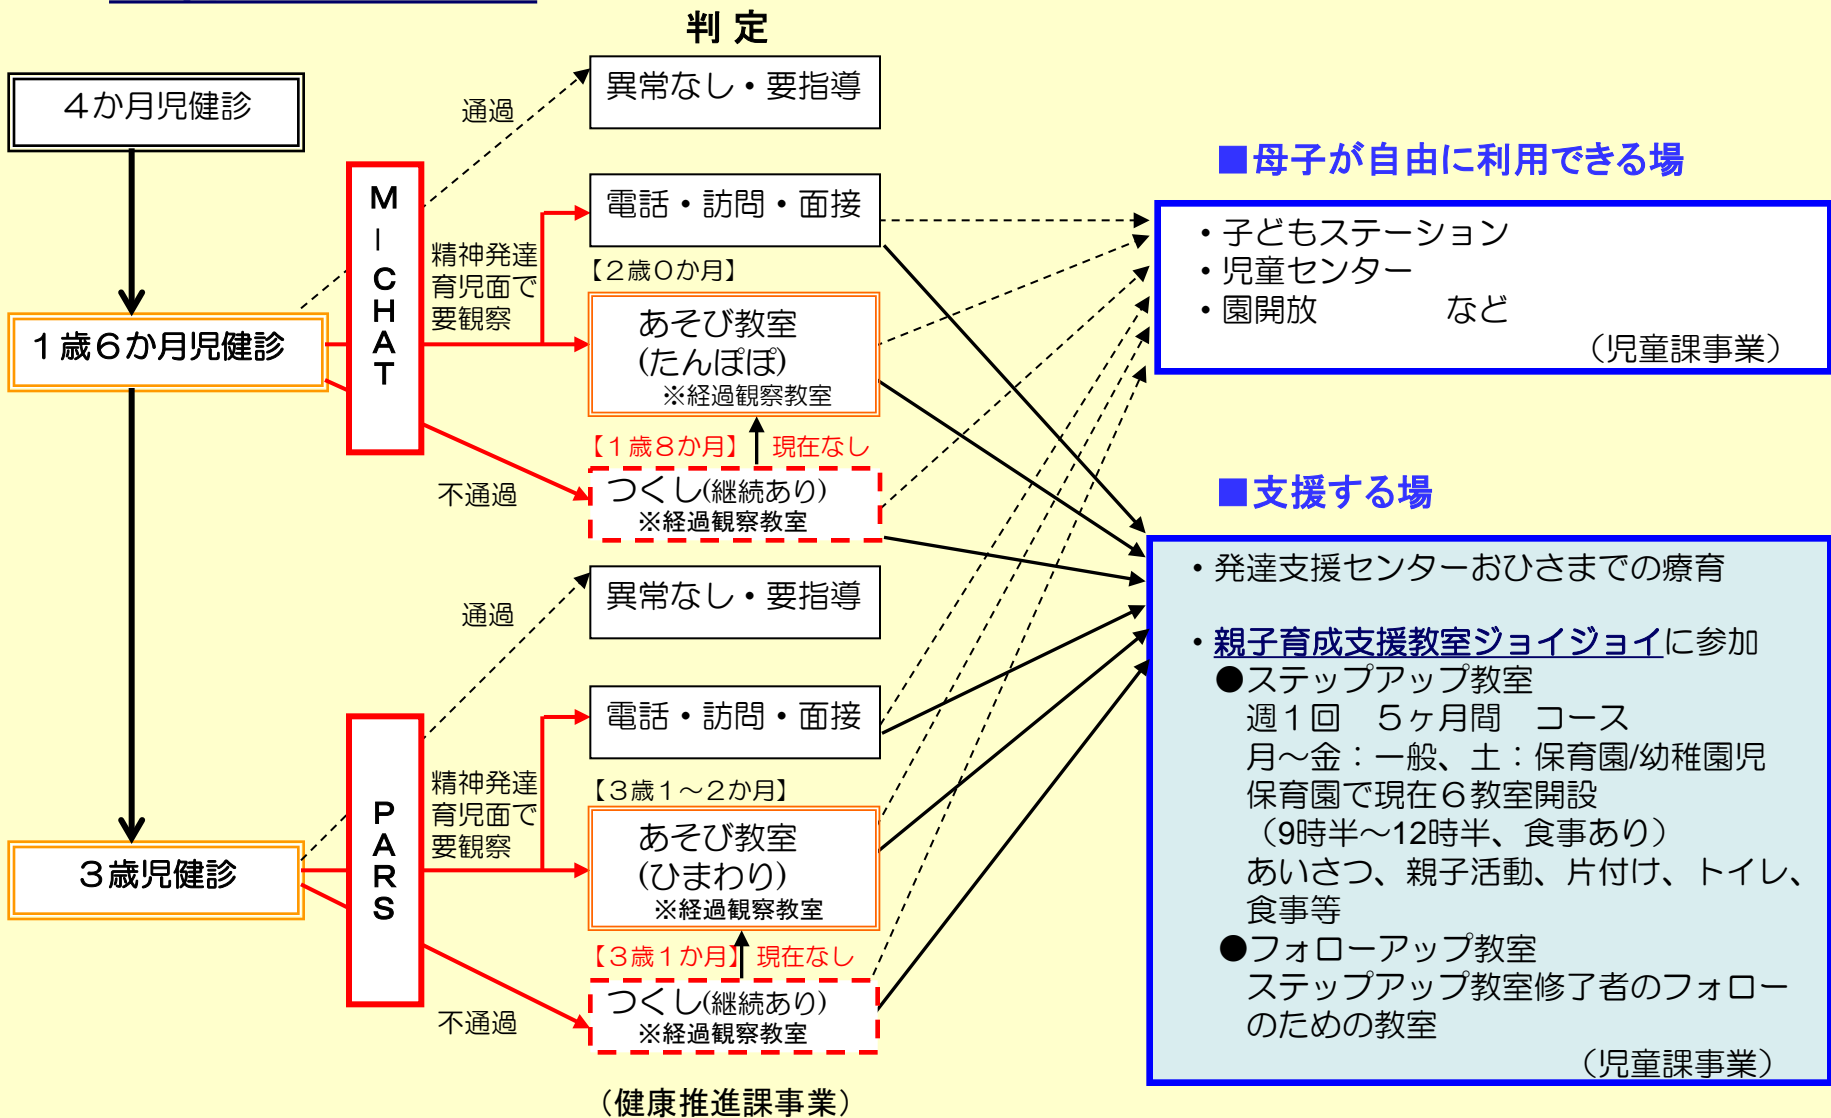 判 定
４か月児健診
１歳６か月児健診
３歳児健診
M
｜
C
H
A
T
P
A
R
S
通過
精神発達
育児面で
要観察
不通過
異常なし・要指導
電話・訪問・面接
【２歳０か月】
あそび教室
(たんぽぽ)
※経過観察教室
【１歳８か月】 現在なし
つくし(継続あり)
※経過観察教室
通過
精神発達
育児面で
要観察
不通過
異常なし・要指導
電話・訪問・面接
【３歳１～２か月】
あそび教室
(ひまわり)
※経過観察教室
【３歳１か月】 現在なし
つくし(継続あり)
※経過観察教室
（健康推進課事業）
■母子が自由に利用できる場
・子どもステーション
・児童センター
・園開放　　　　など
（児童課事業）
■支援する場
・発達支援センターおひさまでの療育
・親子育成支援教室ジョイジョイに参加
●ステップアップ教室
週１回　５ヶ月間　コース
月～金：一般、土：保育園/幼稚園児
保育園で現在６教室開設
（9時半～12時半、食事あり）
あいさつ、親子活動、片付け、トイレ、
食事等
●フォローアップ教室
ステップアップ教室修了者のフォロー
のための教室
（児童課事業）